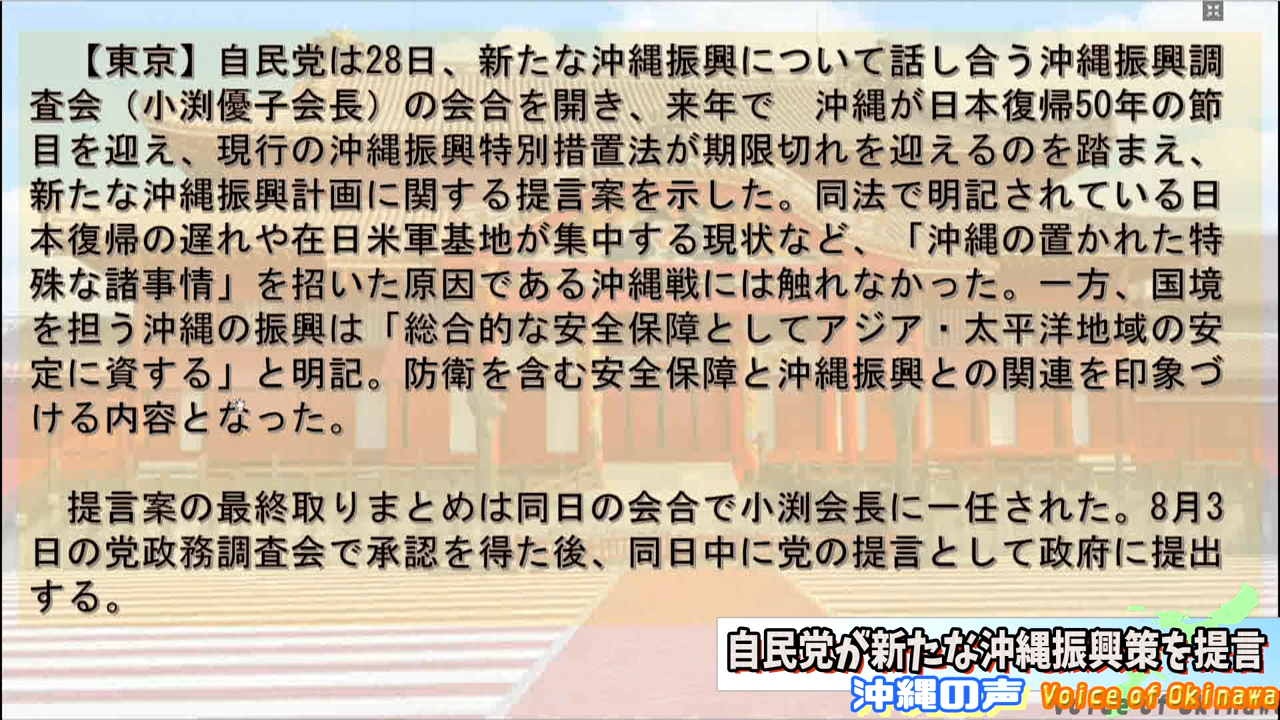 【東京】自民党は28日、新たな沖縄振興について話し合う沖縄振興調
査会（小渕優子会長）の会合を開き、来年で　沖縄が日本復帰50年の節
目を迎え、現行の沖縄振興特別措置法が期限切れを迎えるのを踏まえ、
新たな沖縄振興計画に関する提言案を示した。同法で明記されている日
本復帰の遅れや在日米軍基地が集中する現状など、「沖縄の置かれた特
殊な諸事情」を招いた原因である沖縄戦には触れなかった。一方、国境
を担う沖縄の振興は「総合的な安全保障としてアジア・太平洋地域の安
定に資する」と明記。防衛を含む安全保障と沖縄振興との関連を印象づ
ける内容となった。
提言案の最終取りまとめは同日の会合で小渕会長に一任された。8月3
日の党政務調査会で承認を得た後、同日中に党の提言として政府に提出
する。
自民党が新たな沖縄振興策を提言
沖縄の声 Voice of Okinawa